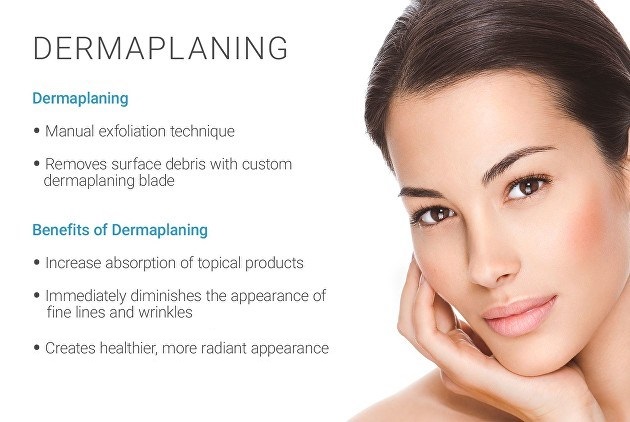 DERMAPLANING
Dermaplaning
• Manual exfoliation technique
• Removes surface debris with custom
dermaplaning blade
Benefits of Dermaplaning
• Increase absorption of topical products
• Immediately diminishes the appearance of
fine lines and wrinkles
• Creates healthier, more radiant appearance